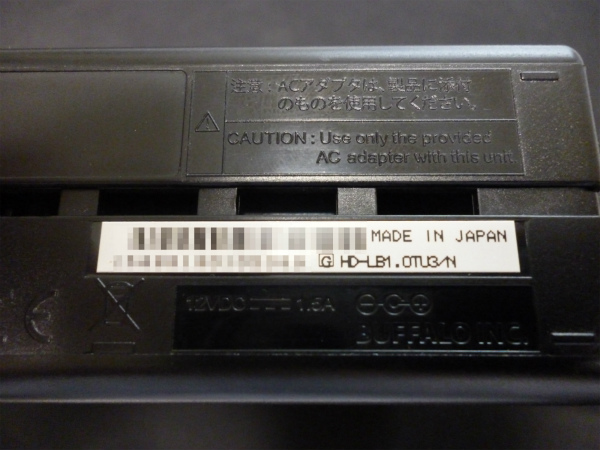 注意：ACアダプタは、製品に添付
のものを使用してください。
CAUTION : Use only the provided
AC adapter with this unit
MADE IN JAPAN
G HD-LB1.0TU3/N
12VDC 1.5A
BUFFALO INC.